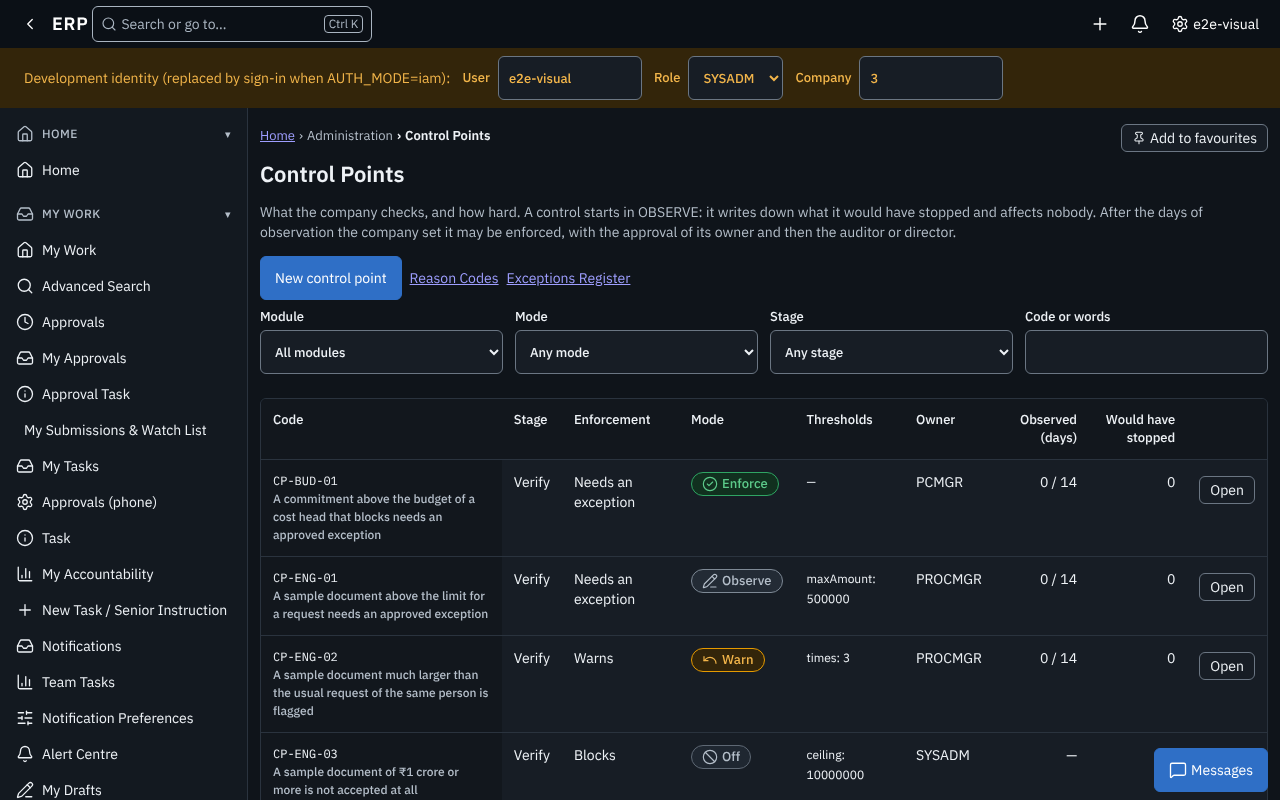 ERP
Search or go to...
Ctrl K
e2e-visual
Development identity (replaced by sign-in when AUTH_MODE=iam):
User
e2e-visual
Role
SYSADM
Company
3
HOME
Home
MY WORK
My Work
Advanced Search
Approvals
My Approvals
Approval Task
My Submissions & Watch List
My Tasks
Approvals (phone)
Task
My Accountability
New Task / Senior Instruction
Notifications
Team Tasks
Notification Preferences
Alert Centre
My Drafts
Home › Administration › Control Points
Add to favourites
Control Points
What the company checks, and how hard. A control starts in OBSERVE: it writes down what it would have stopped and affects nobody. After the days of
observation the company set it may be enforced, with the approval of its owner and then the auditor or director.
New control point
Reason Codes
Exceptions Register
Module
Mode
Stage
Code or words
All modules
Any mode
Any stage
Code
Stage
Enforcement
Mode
Thresholds
Owner
Observed
(days)
Would have
stopped
CP-BUD-01
A commitment above the budget of a
cost head that blocks needs an
approved exception
Verify
Needs an
exception
Enforce
—
PCMGR
0 / 14
0
Open
CP-ENG-01
A sample document above the limit for
a request needs an approved exception
Verify
Needs an
exception
Observe
maxAmount:
500000
PROCMGR
0 / 14
0
Open
CP-ENG-02
A sample document much larger than
the usual request of the same person is
flagged
Verify
Warns
Warn
times: 3
PROCMGR
0 / 14
0
Open
CP-ENG-03
A sample document of ₹1 crore or
more is not accepted at all
Verify
Blocks
Off
ceiling:
10000000
SYSADM
—
Messages